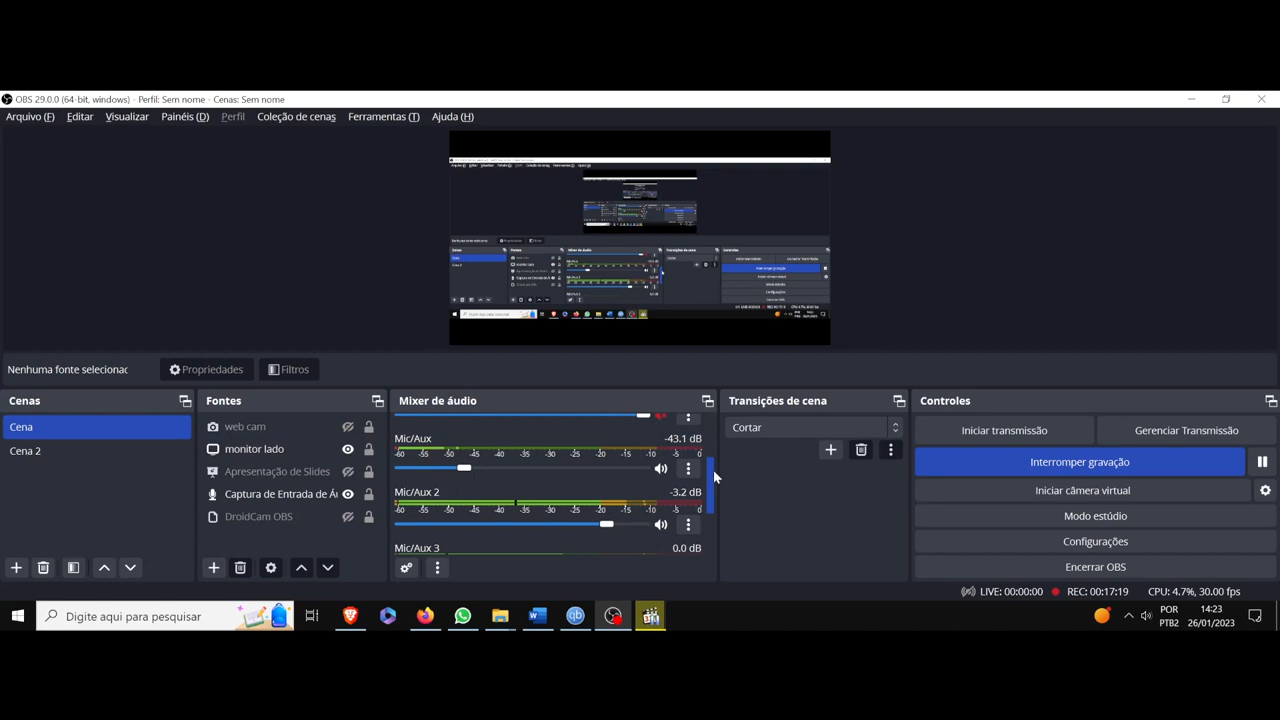 OBS 29.0.0 (64-bit, windows) - Perfil: Sem nome - Cenas: Sem nome
Arquivo (F) Editar Visualizar Painéis (D) Perfil Coleção de cenas Ferramentas (T) Ajuda (H)
Nenhuma fonte selecionac Propriedades Filtros
Cenas
Cena
Cena 2
Fontes
web cam
monitor lado
Apresentação de Slides
Captura de Entrada de Áu
DroidCam OBS
Mixer de áudio
Mic/Aux -43.1 dB
-60 -55 -50 -45 -40 -35 -30 -25 -20 -15 -10 -5 0
Mic/Aux 2 -3.2 dB
-60 -55 -50 -45 -40 -35 -30 -25 -20 -15 -10 -5 0
Mic/Aux 3 0.0 dB
Transições de cena
Cortar
Controles
Iniciar transmissão Gerenciar Transmissão
Interromper gravação
Iniciar câmera virtual
Modo estúdio
Configurações
Encerrar OBS
LIVE: 00:00:00 REC: 00:17:19 CPU: 4.7%, 30.00 fps
Digite aqui para pesquisar
POR
PTB2
14:23
26/01/2023